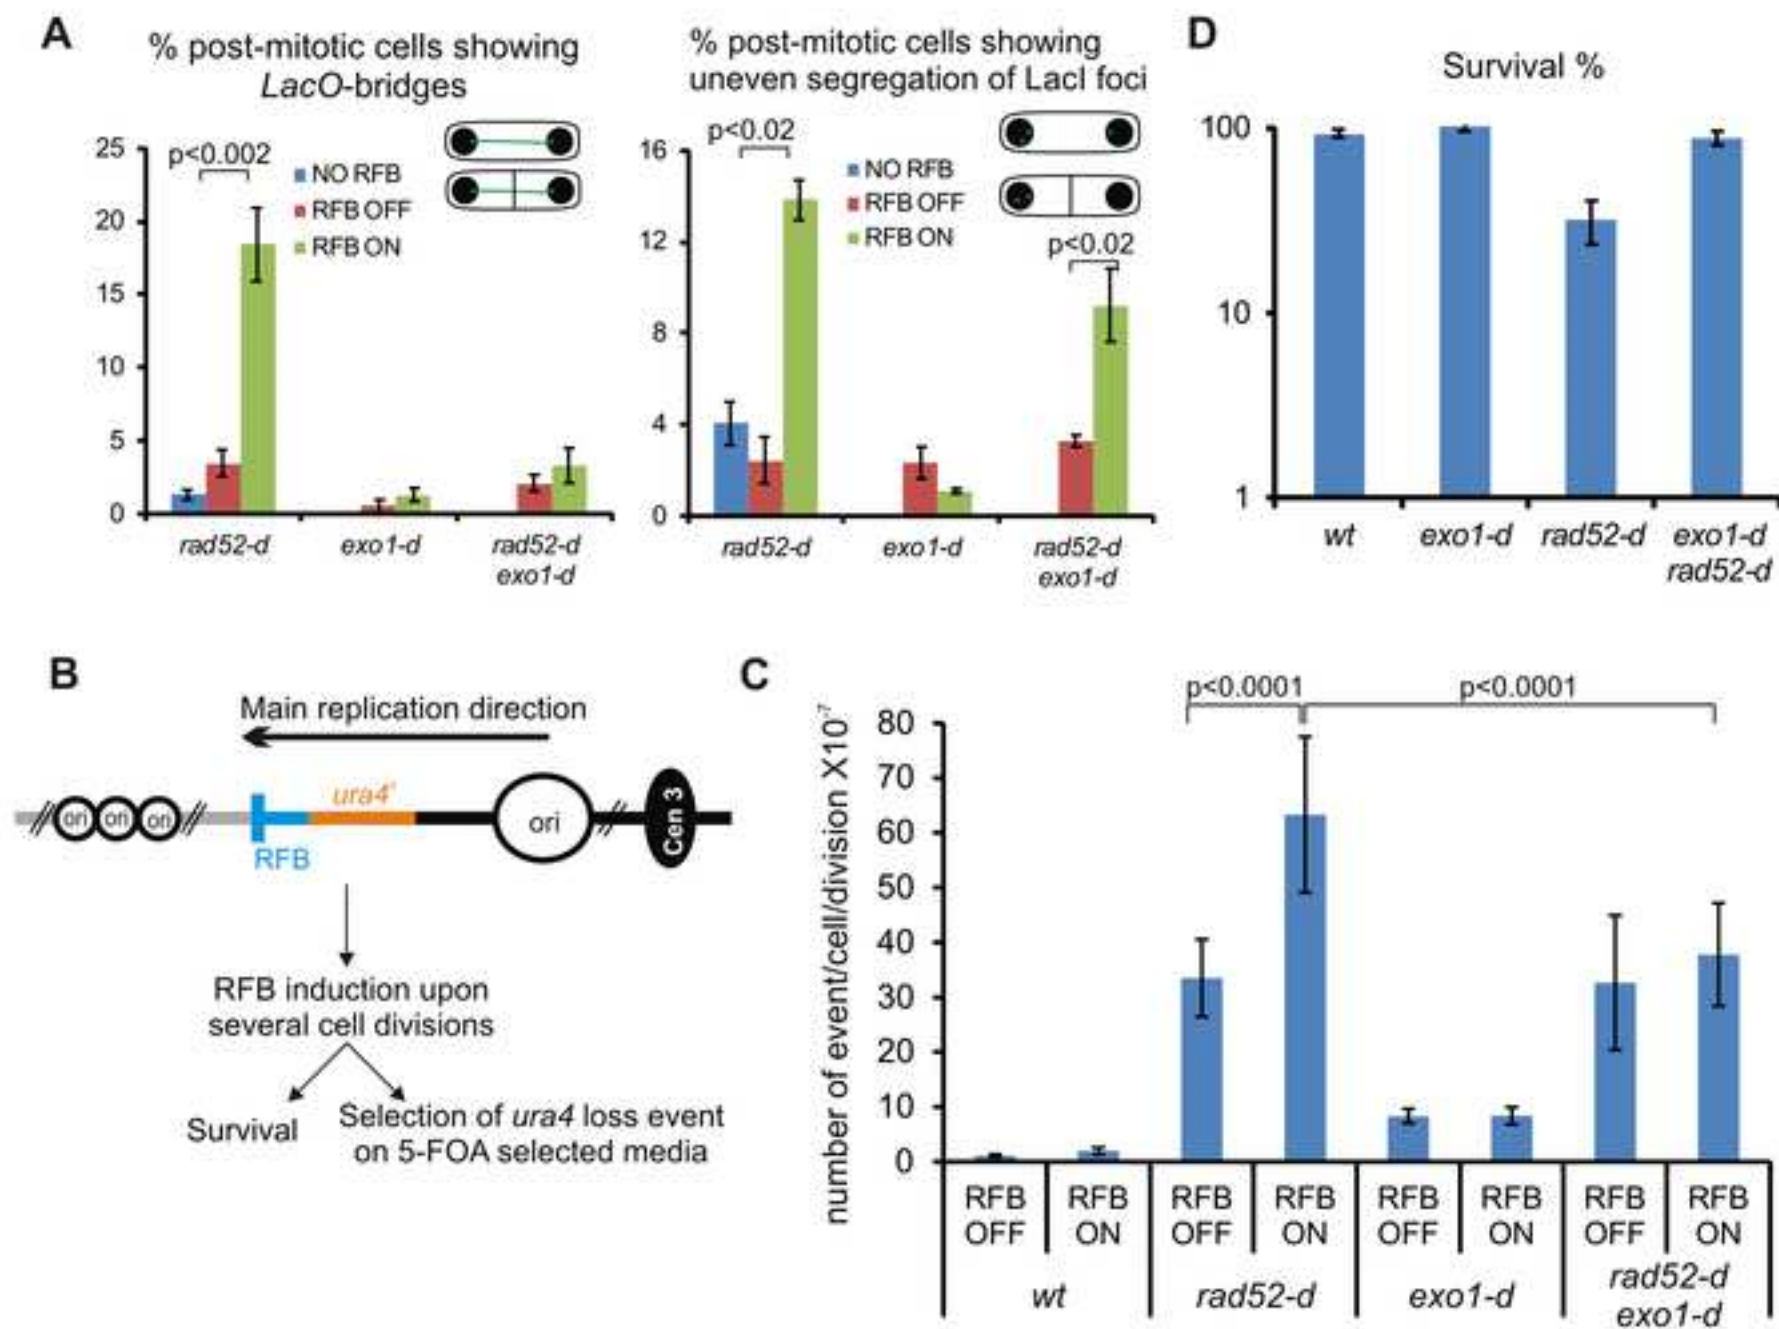 A
% post-mitotic cells showing
LacO-bridges
p<0.002
NO RFB
RFB OFF
RFB ON
25
20
15
10
5
0
rad52-d
exo1-d
rad52-d
exo1-d
% post-mitotic cells showing
uneven segregation of LacI foci
p<0.02
NO RFB
RFB OFF
RFB ON
p<0.02
16
12
8
4
0
rad52-d
exo1-d
rad52-d
exo1-d
D
Survival %
100
10
1
wt
exo1-d
rad52-d
exo1-d
rad52-d
B
Main replication direction
ori
ori
ori
RFB
ura4+
ori
Cen 3
RFB induction upon
several cell divisions
Survival
Selection of ura4 loss event
on 5-FOA selected media
C
number of event/cell/division X10-7
p<0.0001
p<0.0001
80
70
60
50
40
30
20
10
0
RFB
OFF
RFB
ON
RFB
OFF
RFB
ON
RFB
OFF
RFB
ON
RFB
OFF
RFB
ON
wt
rad52-d
exo1-d
rad52-d
exo1-d